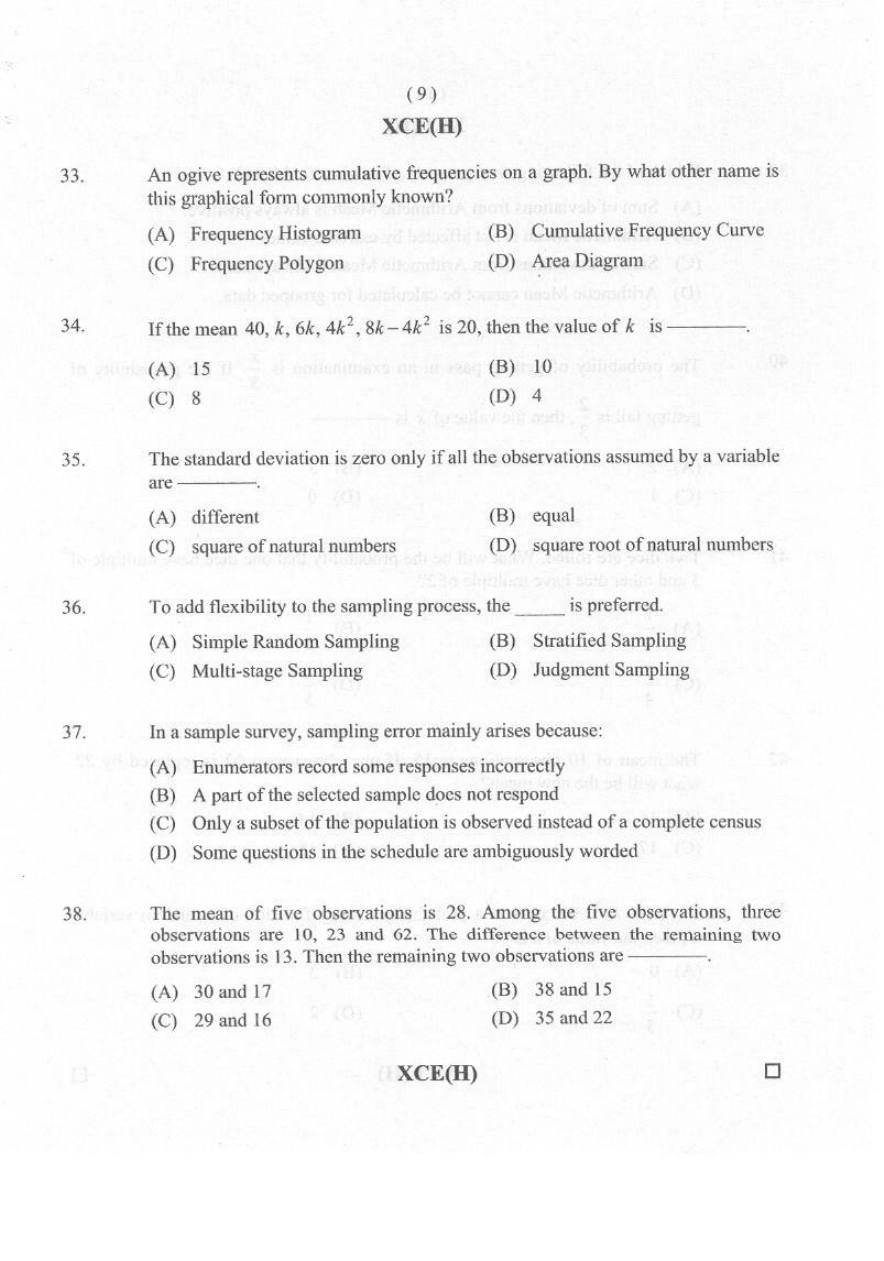 (9)
XCE(H)
33. An ogive represents cumulative frequencies on a graph. By what other name is
this graphical form commonly known?
(A) Frequency Histogram (B) Cumulative Frequency Curve
(C) Frequency Polygon (D) Area Diagram
34. If the mean 40, k, 6k, 4k², 8k – 4k² is 20, then the value of k is ———.
(A) 15 (B) 10
(C) 8 (D) 4
35. The standard deviation is zero only if all the observations assumed by a variable
are ———.
(A) different (B) equal
(C) square of natural numbers (D) square root of natural numbers
36. To add flexibility to the sampling process, the _____ is preferred.
(A) Simple Random Sampling (B) Stratified Sampling
(C) Multi-stage Sampling (D) Judgment Sampling
37. In a sample survey, sampling error mainly arises because:
(A) Enumerators record some responses incorrectly
(B) A part of the selected sample does not respond
(C) Only a subset of the population is observed instead of a complete census
(D) Some questions in the schedule are ambiguously worded
38. The mean of five observations is 28. Among the five observations, three
observations are 10, 23 and 62. The difference between the remaining two
observations is 13. Then the remaining two observations are ———.
(A) 30 and 17 (B) 38 and 15
(C) 29 and 16 (D) 35 and 22
XCE(H)